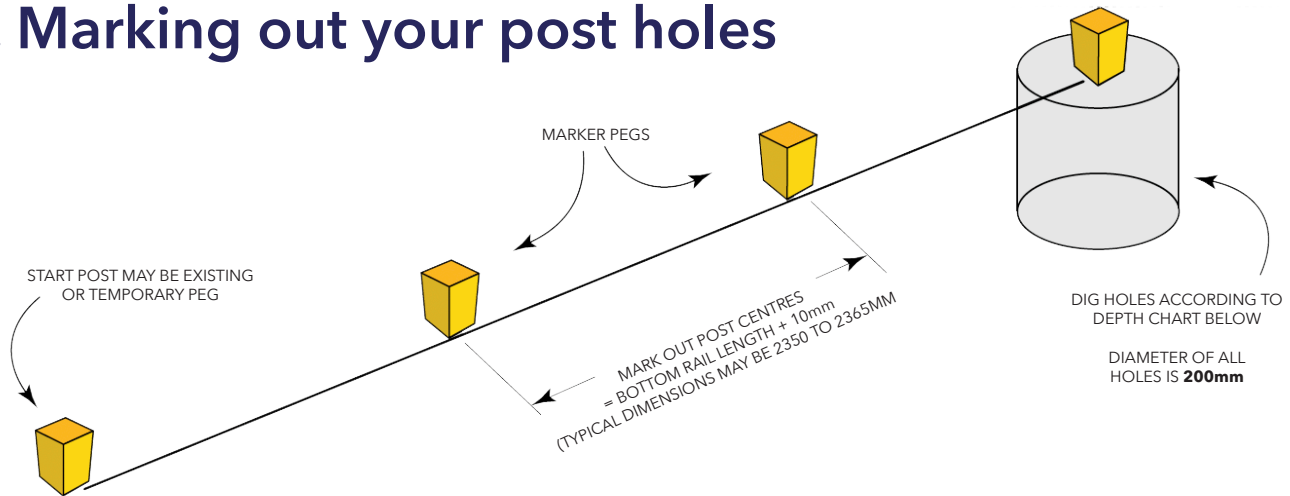 Marking out your post holes
MARKER PEGS
START POST MAY BE EXISTING
OR TEMPORARY PEG
MARK OUT POST CENTRES
= BOTTOM RAIL LENGTH + 10mm
(TYPICAL DIMENSIONS MAY BE 2350 TO 2365MM
DIG HOLES ACCORDING TO
DEPTH CHART BELOW
DIAMETER OF ALL
HOLES IS 200mm